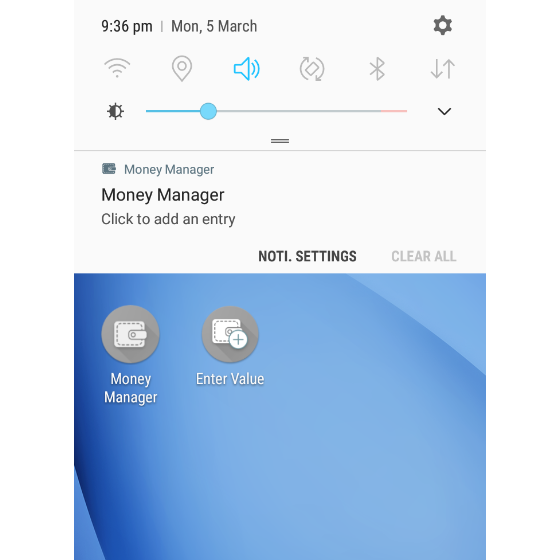 9:36 pm | Mon, 5 March
Money Manager
Money Manager
Click to add an entry
NOTI. SETTINGS CLEAR ALL
Money Manager
Enter Value